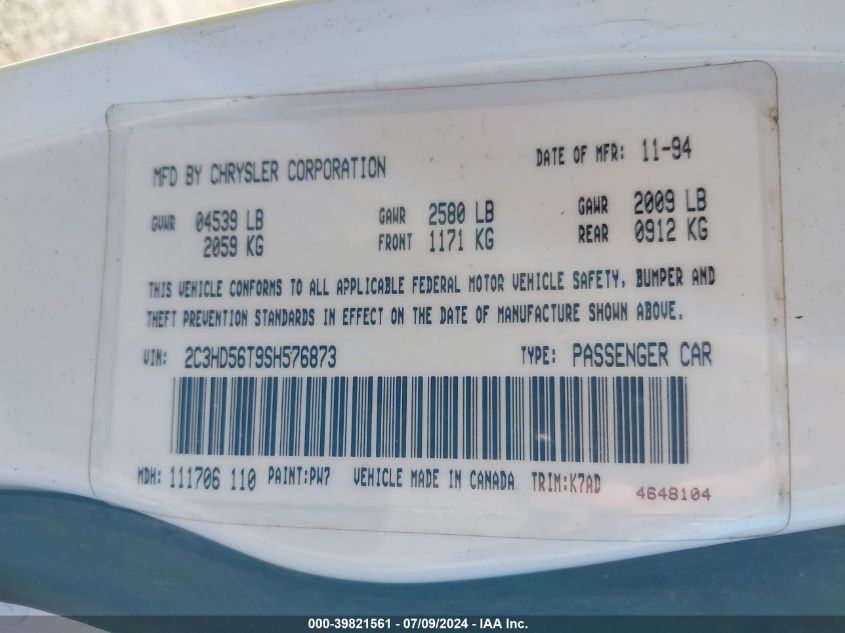 MFD BY CHRYSLER CORPORATION DATE OF MFR: 11-94
GVWR 04539 LB GAWR 2580 LB GAWR 2009 LB
2059 KG FRONT 1171 KG REAR 0912 KG
THIS VEHICLE CONFORMS TO ALL APPLICABLE FEDERAL MOTOR VEHICLE SAFETY, BUMPER AND
THEFT PREVENTION STANDARDS IN EFFECT ON THE DATE OF MANUFACTURE SHOWN ABOVE.
VIN: 2C3HD56T9SH576873 TYPE: PASSENGER CAR
MDH: 111706 110 PAINT:PW7 VEHICLE MADE IN CANADA TRIM:K7AD
4648104
000-39821561 - 07/09/2024 - IAA Inc.